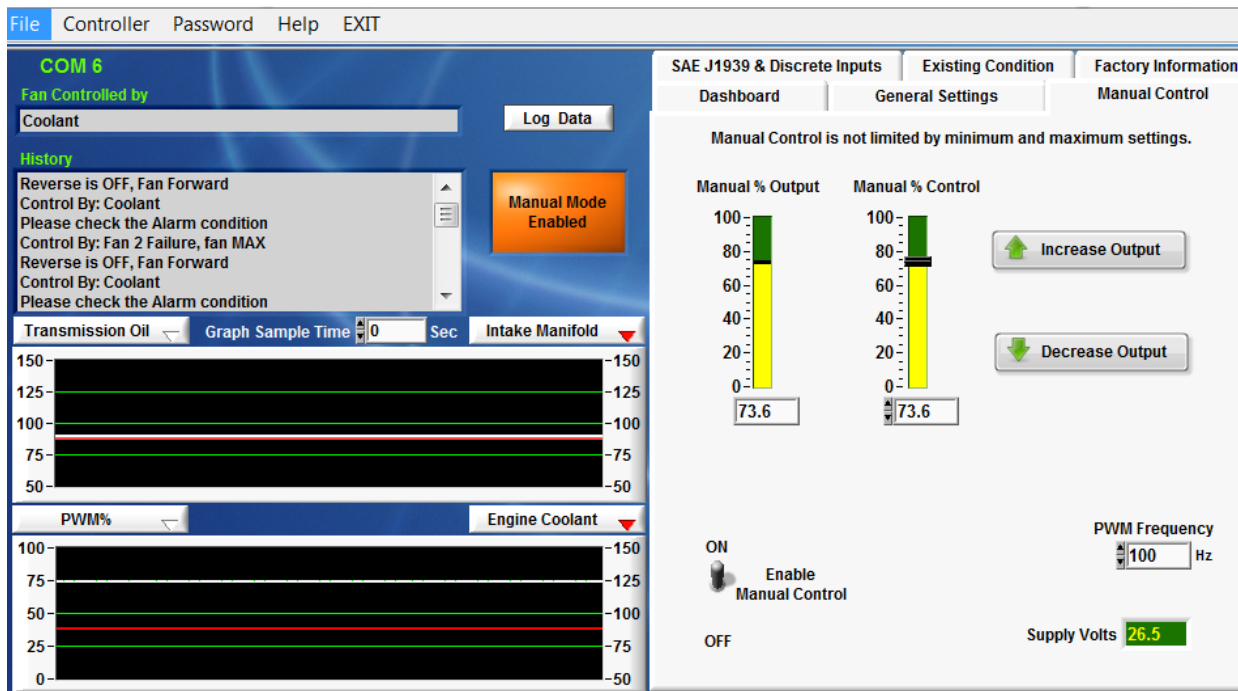 File Controller Password Help EXIT
COM 6
Fan Controlled by
Coolant
Log Data
History
Reverse is OFF, Fan Forward
Control By: Coolant
Please check the Alarm condition
Control By: Fan 2 Failure, fan MAX
Reverse is OFF, Fan Forward
Control By: Coolant
Please check the Alarm condition
Manual Mode
Enabled
Transmission Oil
Graph Sample Time 0 Sec
Intake Manifold
150 150
125 125
100 100
75 75
50 50
PWM%
Engine Coolant
100 150
75 125
50 100
25 75
0 50
SAE J1939 & Discrete Inputs Existing Condition Factory Information
Dashboard General Settings Manual Control
Manual Control is not limited by minimum and maximum settings.
Manual % Output Manual % Control
100 100
80 80
60 60
40 40
20 20
0 0
73.6 73.6
Increase Output
Decrease Output
ON
Enable
Manual Control
OFF
PWM Frequency
100 Hz
Supply Volts 26.5